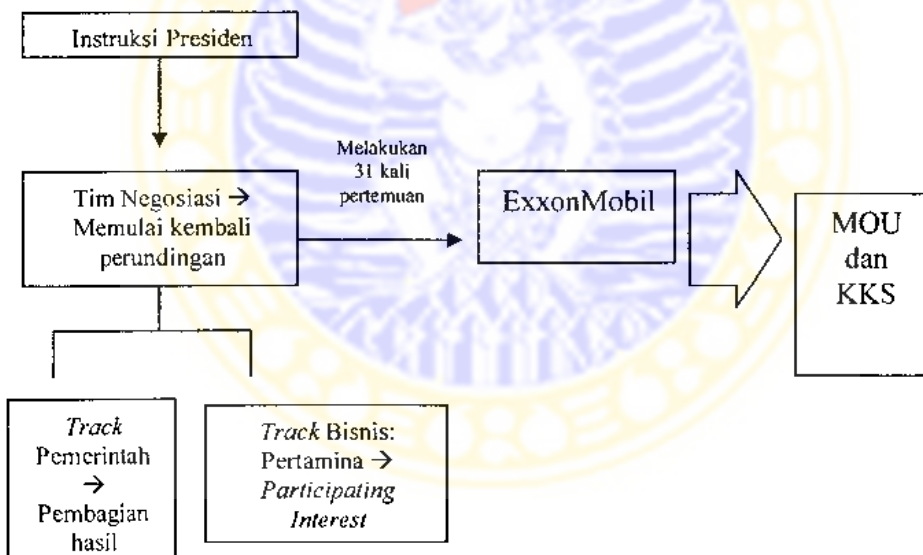 Instruksi Presiden
Tim Negosiasi →
Memulai kembali
perundingan
Melakukan
31 kali
pertemuan
ExxonMobil
MOU
dan
KKS
Track
Pemerintah
→
Pembagian
hasil
Track Bisnis:
Pertamina →
Participating
Interest